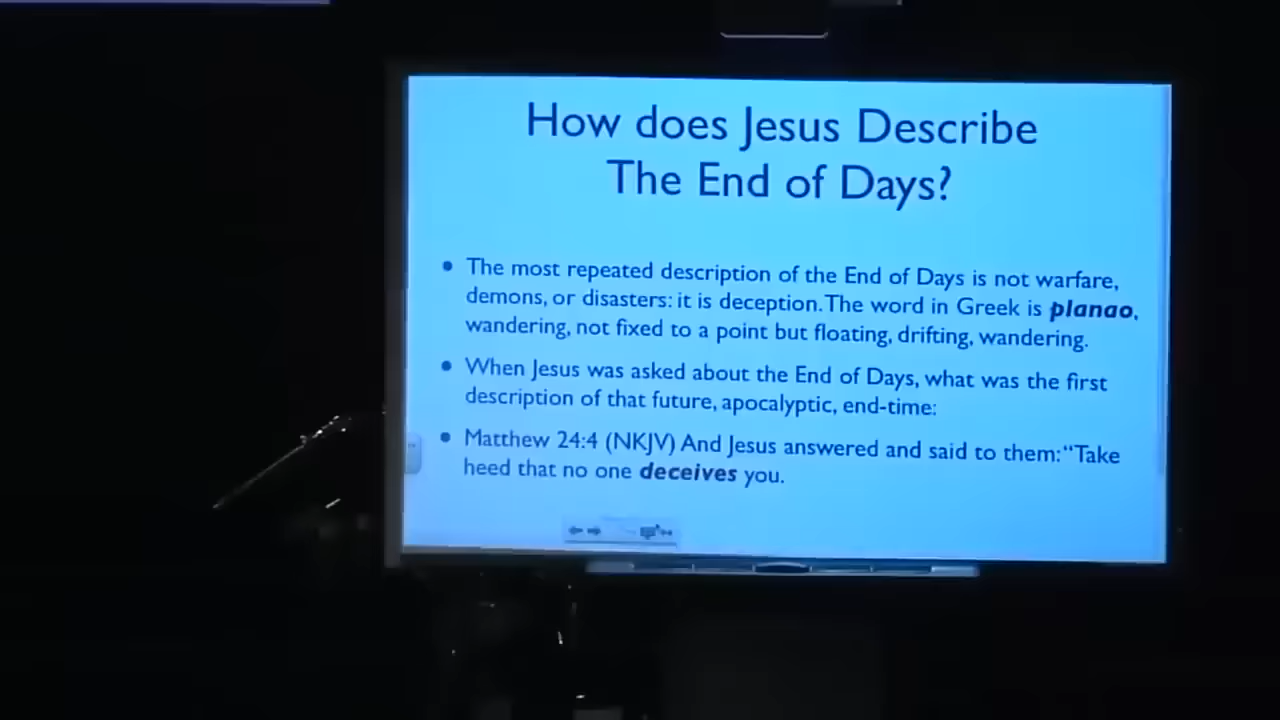 How does Jesus Describe
The End of Days?
• The most repeated description of the End of Days is not warfare,
demons, or disasters: it is deception. The word in Greek is planao,
wandering, not fixed to a point but floating, drifting, wandering.
• When Jesus was asked about the End of Days, what was the first
description of that future, apocalyptic, end-time:
• Matthew 24:4 (NKJV) And Jesus answered and said to them: “Take
heed that no one deceives you.